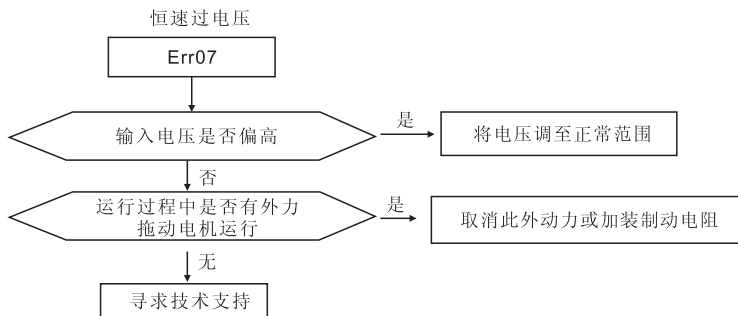 恒速过电压
Err07
输入电压是否偏高
是
将电压调至正常范围
否
运行过程中是否有外力
拖动电机运行
是
取消此外动力或加装制动电阻
无
寻求技术支持